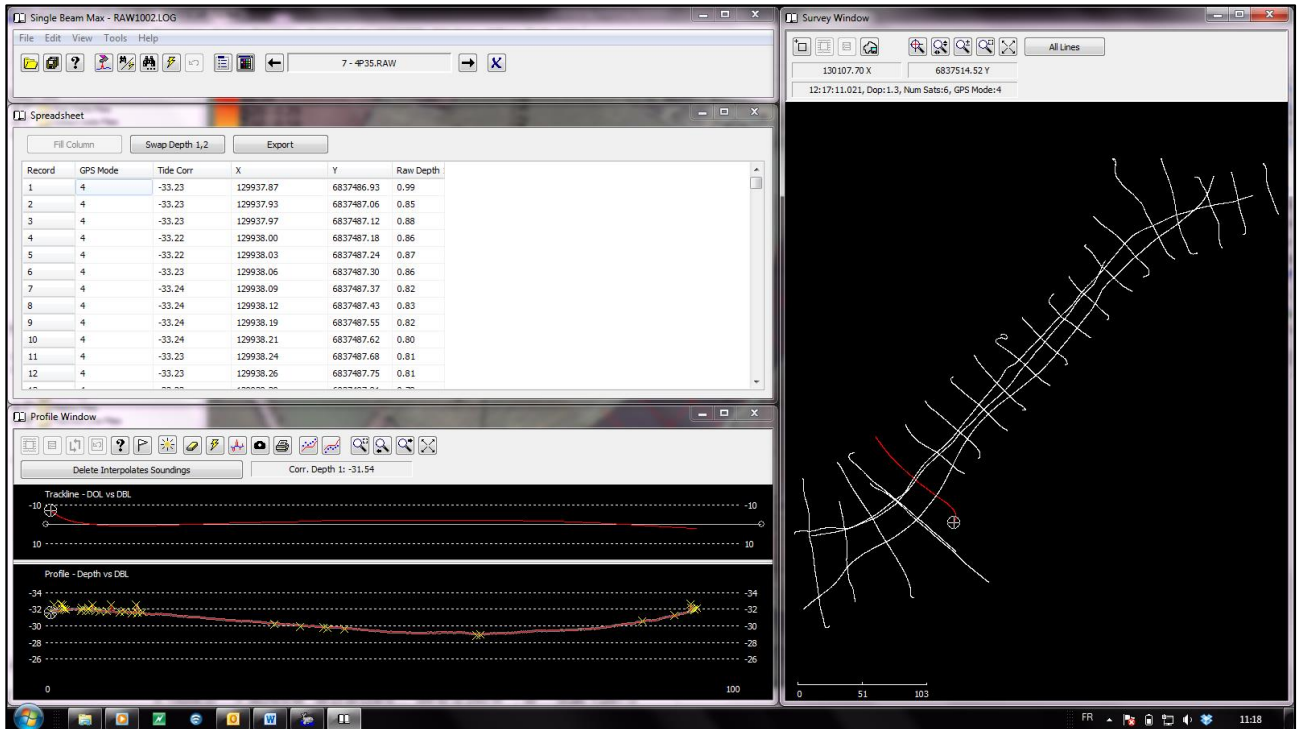 Single Beam Max - RAW1002.LOG
File Edit View Tools Help
7 - 4P35.RAW
Spreadsheet
Fill Column Swap Depth 1,2 Export
Record GPS Mode Tide Corr X Y Raw Depth
1 4 -33.23 129937.87 6837486.93 0.99
2 4 -33.23 129937.93 6837487.06 0.85
3 4 -33.23 129937.97 6837487.12 0.88
4 4 -33.22 129938.00 6837487.18 0.86
5 4 -33.22 129938.03 6837487.24 0.87
6 4 -33.23 129938.06 6837487.30 0.86
7 4 -33.24 129938.09 6837487.37 0.82
8 4 -33.24 129938.12 6837487.43 0.83
9 4 -33.24 129938.19 6837487.55 0.82
10 4 -33.24 129938.21 6837487.62 0.80
11 4 -33.23 129938.24 6837487.68 0.81
12 4 -33.23 129938.26 6837487.75 0.81
Profile Window
Delete Interpolates Soundings Corr. Depth 1: -31.54
Trackline - DOL vs DBL
-10 -10
10 10
Profile - Depth vs DBL
-34 -34
-32 -32
-30 -30
-28 -28
-26 -26
0 100
Survey Window
All Lines
130107.70 X 6837514.52 Y
12:17:11.021, Dop:1.3, Num Sats:6, GPS Mode:4
0 51 103
FR 11:18